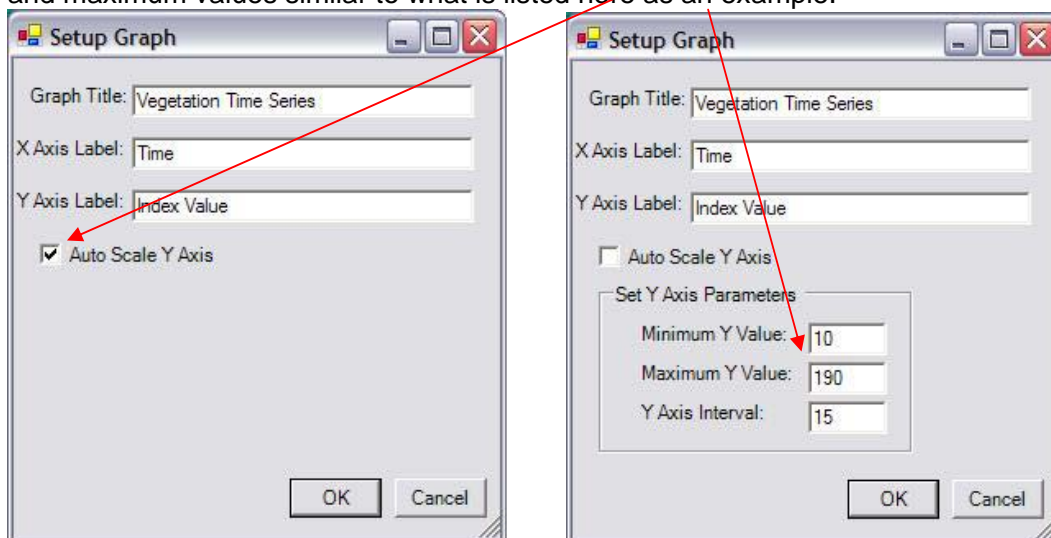 and maximum values similar to what is listed here as an example.
Setup Graph
Graph Title: Vegetation Time Series
X Axis Label: Time
Y Axis Label: Index Value
Auto Scale Y Axis
OK Cancel
Setup Graph
Graph Title: Vegetation Time Series
X Axis Label: Time
Y Axis Label: Index Value
Auto Scale Y Axis
Set Y Axis Parameters
Minimum Y Value: 10
Maximum Y Value: 190
Y Axis Interval: 15
OK Cancel